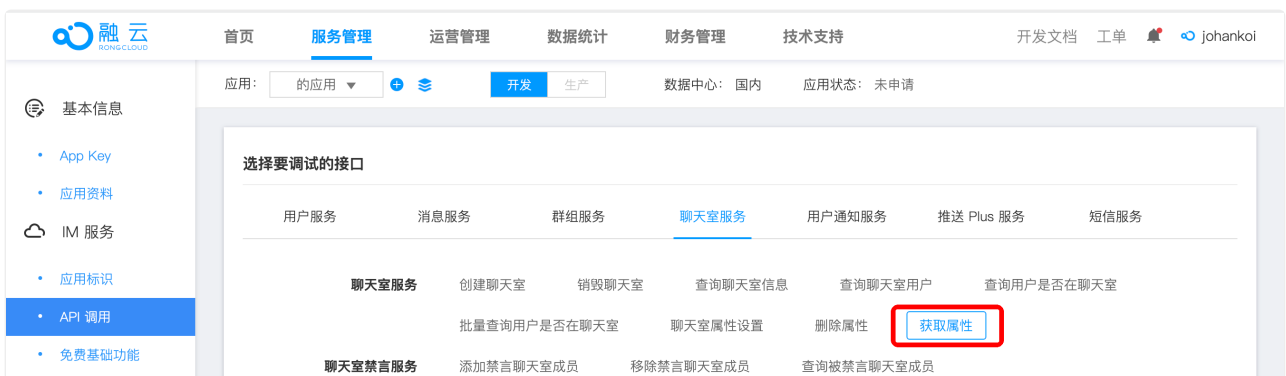 融云 首页 服务管理 运营管理 数据统计 财务管理 技术支持 开发文档 工单 johankoi
RONGCLOUD
应用: 的应用 开发 生产 数据中心: 国内 应用状态: 未申请
基本信息
App Key
应用资料
IM 服务
应用标识
API 调用
免费基础功能
选择要调试的接口
用户服务 消息服务 群组服务 聊天室服务 用户通知服务 推送 Plus 服务 短信服务
聊天室服务 创建聊天室 销毁聊天室 查询聊天室信息 查询聊天室用户 查询用户是否在聊天室
批量查询用户是否在聊天室 聊天室属性设置 删除属性 获取属性
聊天室禁言服务 添加禁言聊天室成员 移除禁言聊天室成员 查询被禁言聊天室成员